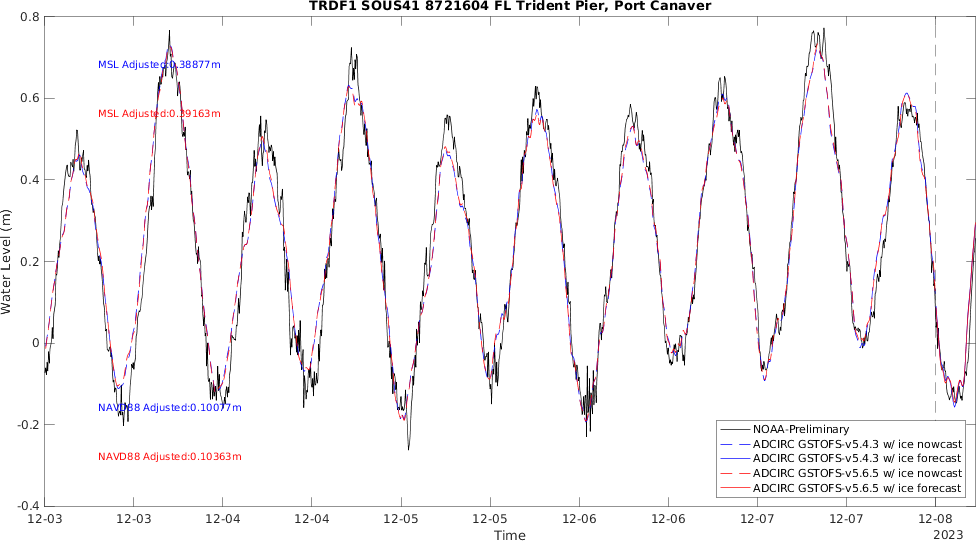 TRDF1 SOUS41 8721604 FL Trident Pier, Port Canaver
0.8
0.6
0.4
0.2
0
-0.2
-0.4
Water Level (m)
MSL Adjusted:0.38877m
MSL Adjusted:0.39163m
NAVD88 Adjusted:0.10077m
NAVD88 Adjusted:0.10363m
NOAA-Preliminary
ADCIRC GSTOFS-v5.4.3 w/ ice nowcast
ADCIRC GSTOFS-v5.4.3 w/ ice forecast
ADCIRC GSTOFS-v5.6.5 w/ ice nowcast
ADCIRC GSTOFS-v5.6.5 w/ ice forecast
12-03 12-03 12-04 12-04 12-05 12-05 12-06 12-06 12-07 12-07 12-08
2023
Time